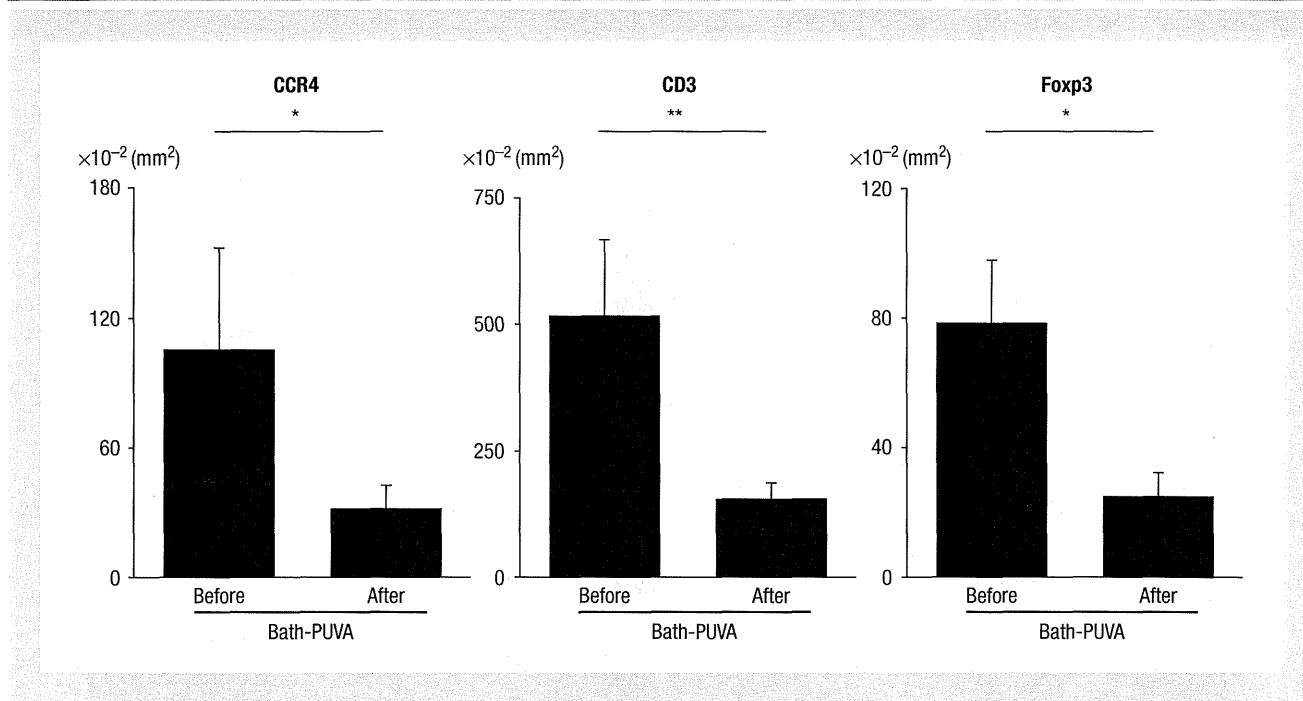 CCR4
*
×10⁻² (mm²)
180
120
60
0
Before After
Bath-PUVA
CD3
**
×10⁻² (mm²)
750
500
250
0
Before After
Bath-PUVA
Foxp3
*
×10⁻² (mm²)
120
80
40
0
Before After
Bath-PUVA